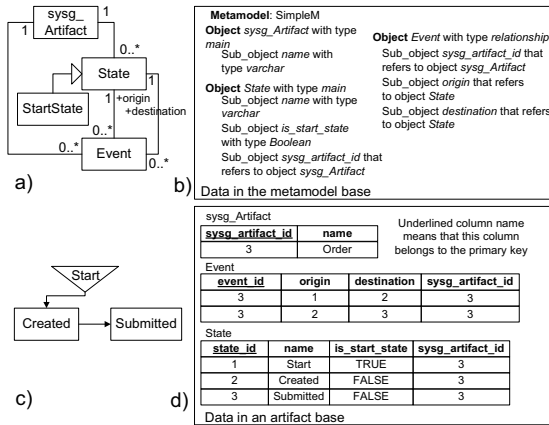 sysg_
Artifact
1
1
0..*
State
1
1
StartState
+origin
+destination
0..*
0..*
Event
0..*
a)
b)
Metamodel: SimpleM
Object sysg_Artifact with type
main
Sub_object name with
type varchar
Object State with type main
Sub_object name with type
varchar
Sub_object is_start_state
with type Boolean
Sub_object sysg_artifact_id that
refers to object sysg_Artifact
Object Event with type relationship
Sub_object sysg_artifact_id that
refers to object sysg_Artifact
Sub_object origin that refers
to object State
Sub_object destination that refers
to object State
Data in the metamodel base
Start
Created
Submitted
c)
d)
sysg_Artifact
sysg_artifact_id name
3 Order
Underlined column name
means that this column
belongs to the primary key
Event
event_id origin destination sysg_artifact_id
3 1 2 3
3 2 3 3
State
state_id name is_start_state sysg_artifact_id
1 Start TRUE 3
2 Created FALSE 3
3 Submitted FALSE 3
Data in an artifact base